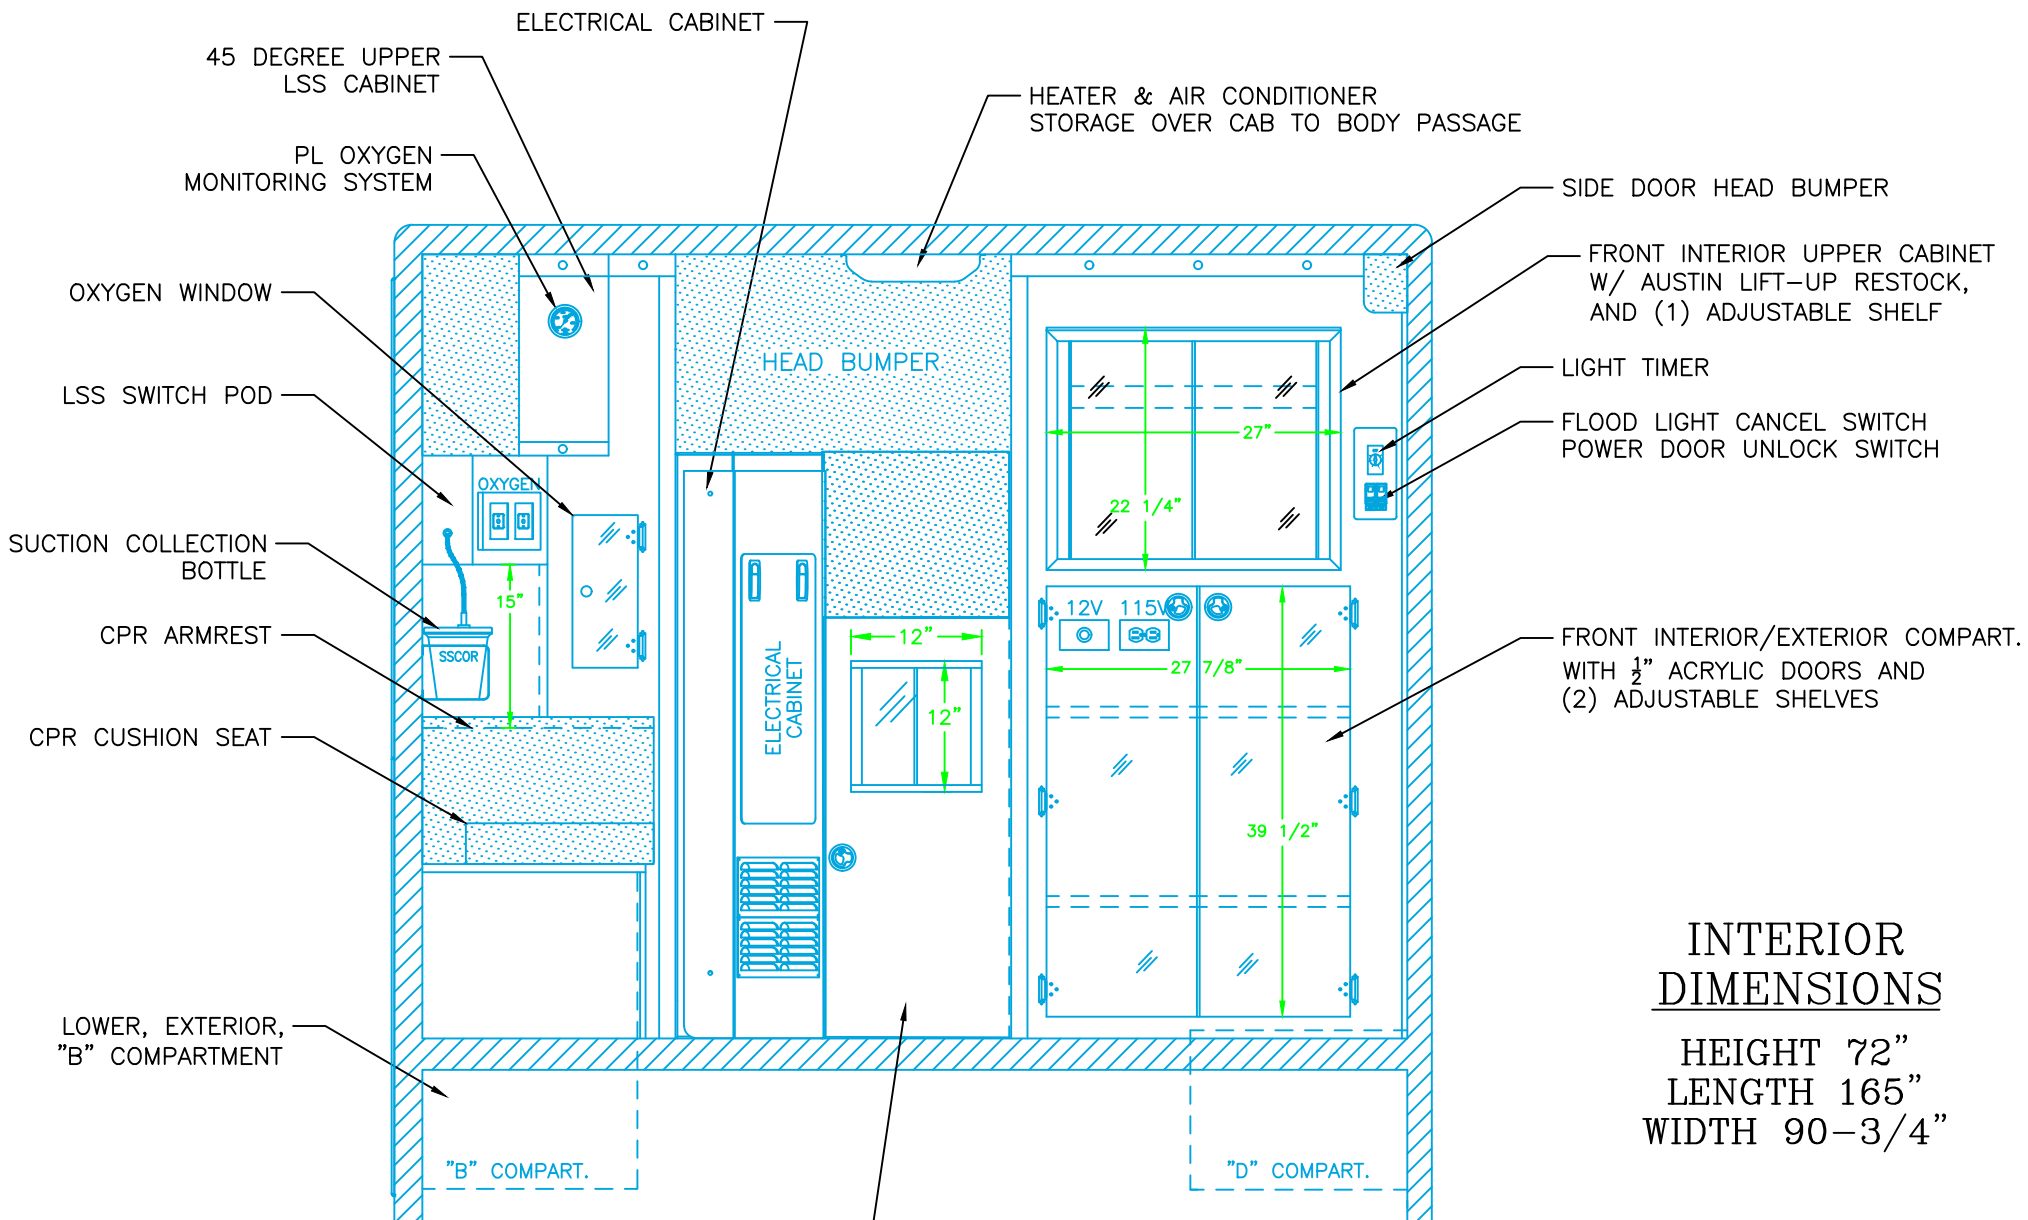 ELECTRICAL CABINET
45 DEGREE UPPER
LSS CABINET
HEATER & AIR CONDITIONER
STORAGE OVER CAB TO BODY PASSAGE
PL OXYGEN
MONITORING SYSTEM
SIDE DOOR HEAD BUMPER
FRONT INTERIOR UPPER CABINET
W/ AUSTIN LIFT-UP RESTOCK,
AND (1) ADJUSTABLE SHELF
OXYGEN WINDOW
HEAD BUMPER
LIGHT TIMER
LSS SWITCH POD
FLOOD LIGHT CANCEL SWITCH
POWER DOOR UNLOCK SWITCH
27"
OXYGEN
22 1/4"
SUCTION COLLECTION
BOTTLE
15"
12V 115V
CPR ARMREST
12"
SSCOR
FRONT INTERIOR/EXTERIOR COMPART.
WITH ½" ACRYLIC DOORS AND
(2) ADJUSTABLE SHELVES
27 7/8"
ELECTRICAL
CABINET
12"
CPR CUSHION SEAT
39 1/2"
INTERIOR
DIMENSIONS
HEIGHT 72"
LENGTH 165"
WIDTH 90-3/4"
LOWER, EXTERIOR,
"B" COMPARTMENT
"B" COMPART.
"D" COMPART.